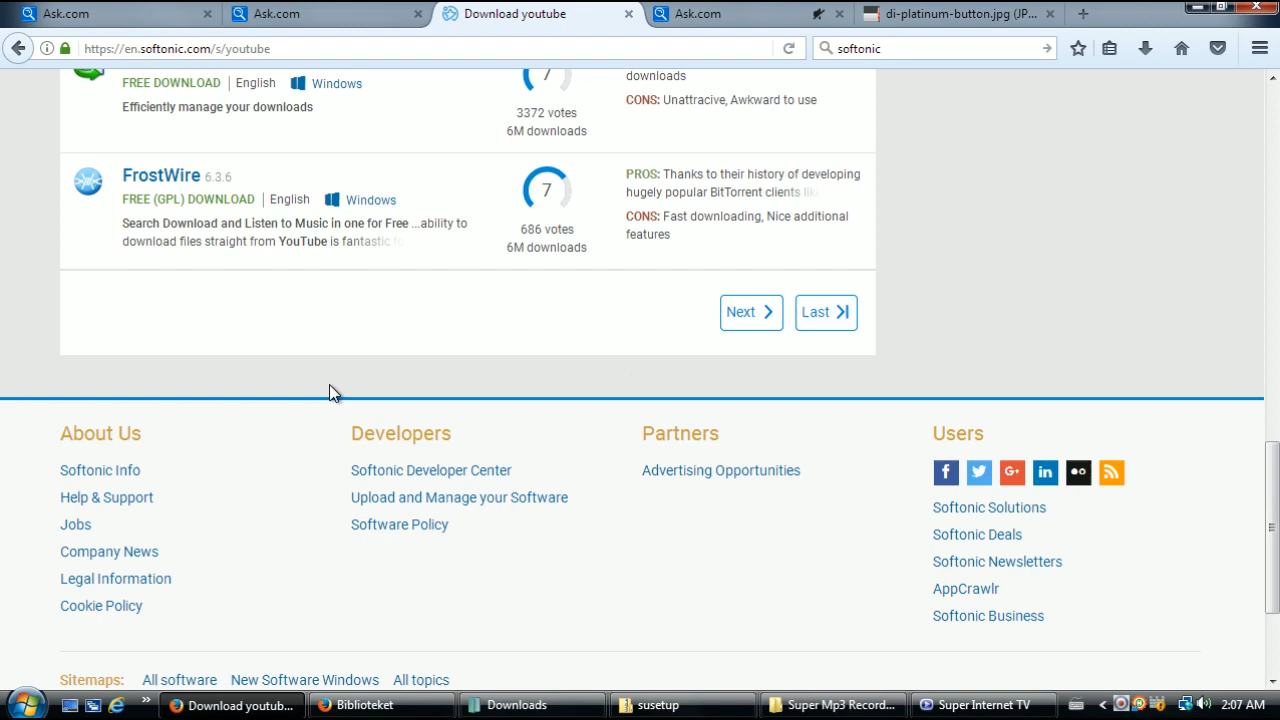 Ask.com
Ask.com
Download youtube
Ask.com
di-platinum-button.jpg (JP...
https://en.softonic.com/s/youtube
softonic
FREE DOWNLOAD English Windows
Efficiently manage your downloads
7
3372 votes
6M downloads
downloads
CONS: Unattracive, Awkward to use
FrostWire 6.3.6
FREE (GPL) DOWNLOAD English Windows
Search Download and Listen to Music in one for Free ...ability to
download files straight from YouTube is fantastic fo
7
686 votes
6M downloads
PROS: Thanks to their history of developing
hugely popular BitTorrent clients like
CONS: Fast downloading, Nice additional
features
Next
Last
About Us
Softonic Info
Help & Support
Jobs
Company News
Legal Information
Cookie Policy
Developers
Softonic Developer Center
Upload and Manage your Software
Software Policy
Partners
Advertising Opportunities
Users
Softonic Solutions
Softonic Deals
Softonic Newsletters
AppCrawlr
Softonic Business
Sitemaps: All software New Software Windows All topics
Download youtub...
Biblioteket
Downloads
susetup
Super Mp3 Record...
Super Internet TV
2:07 AM